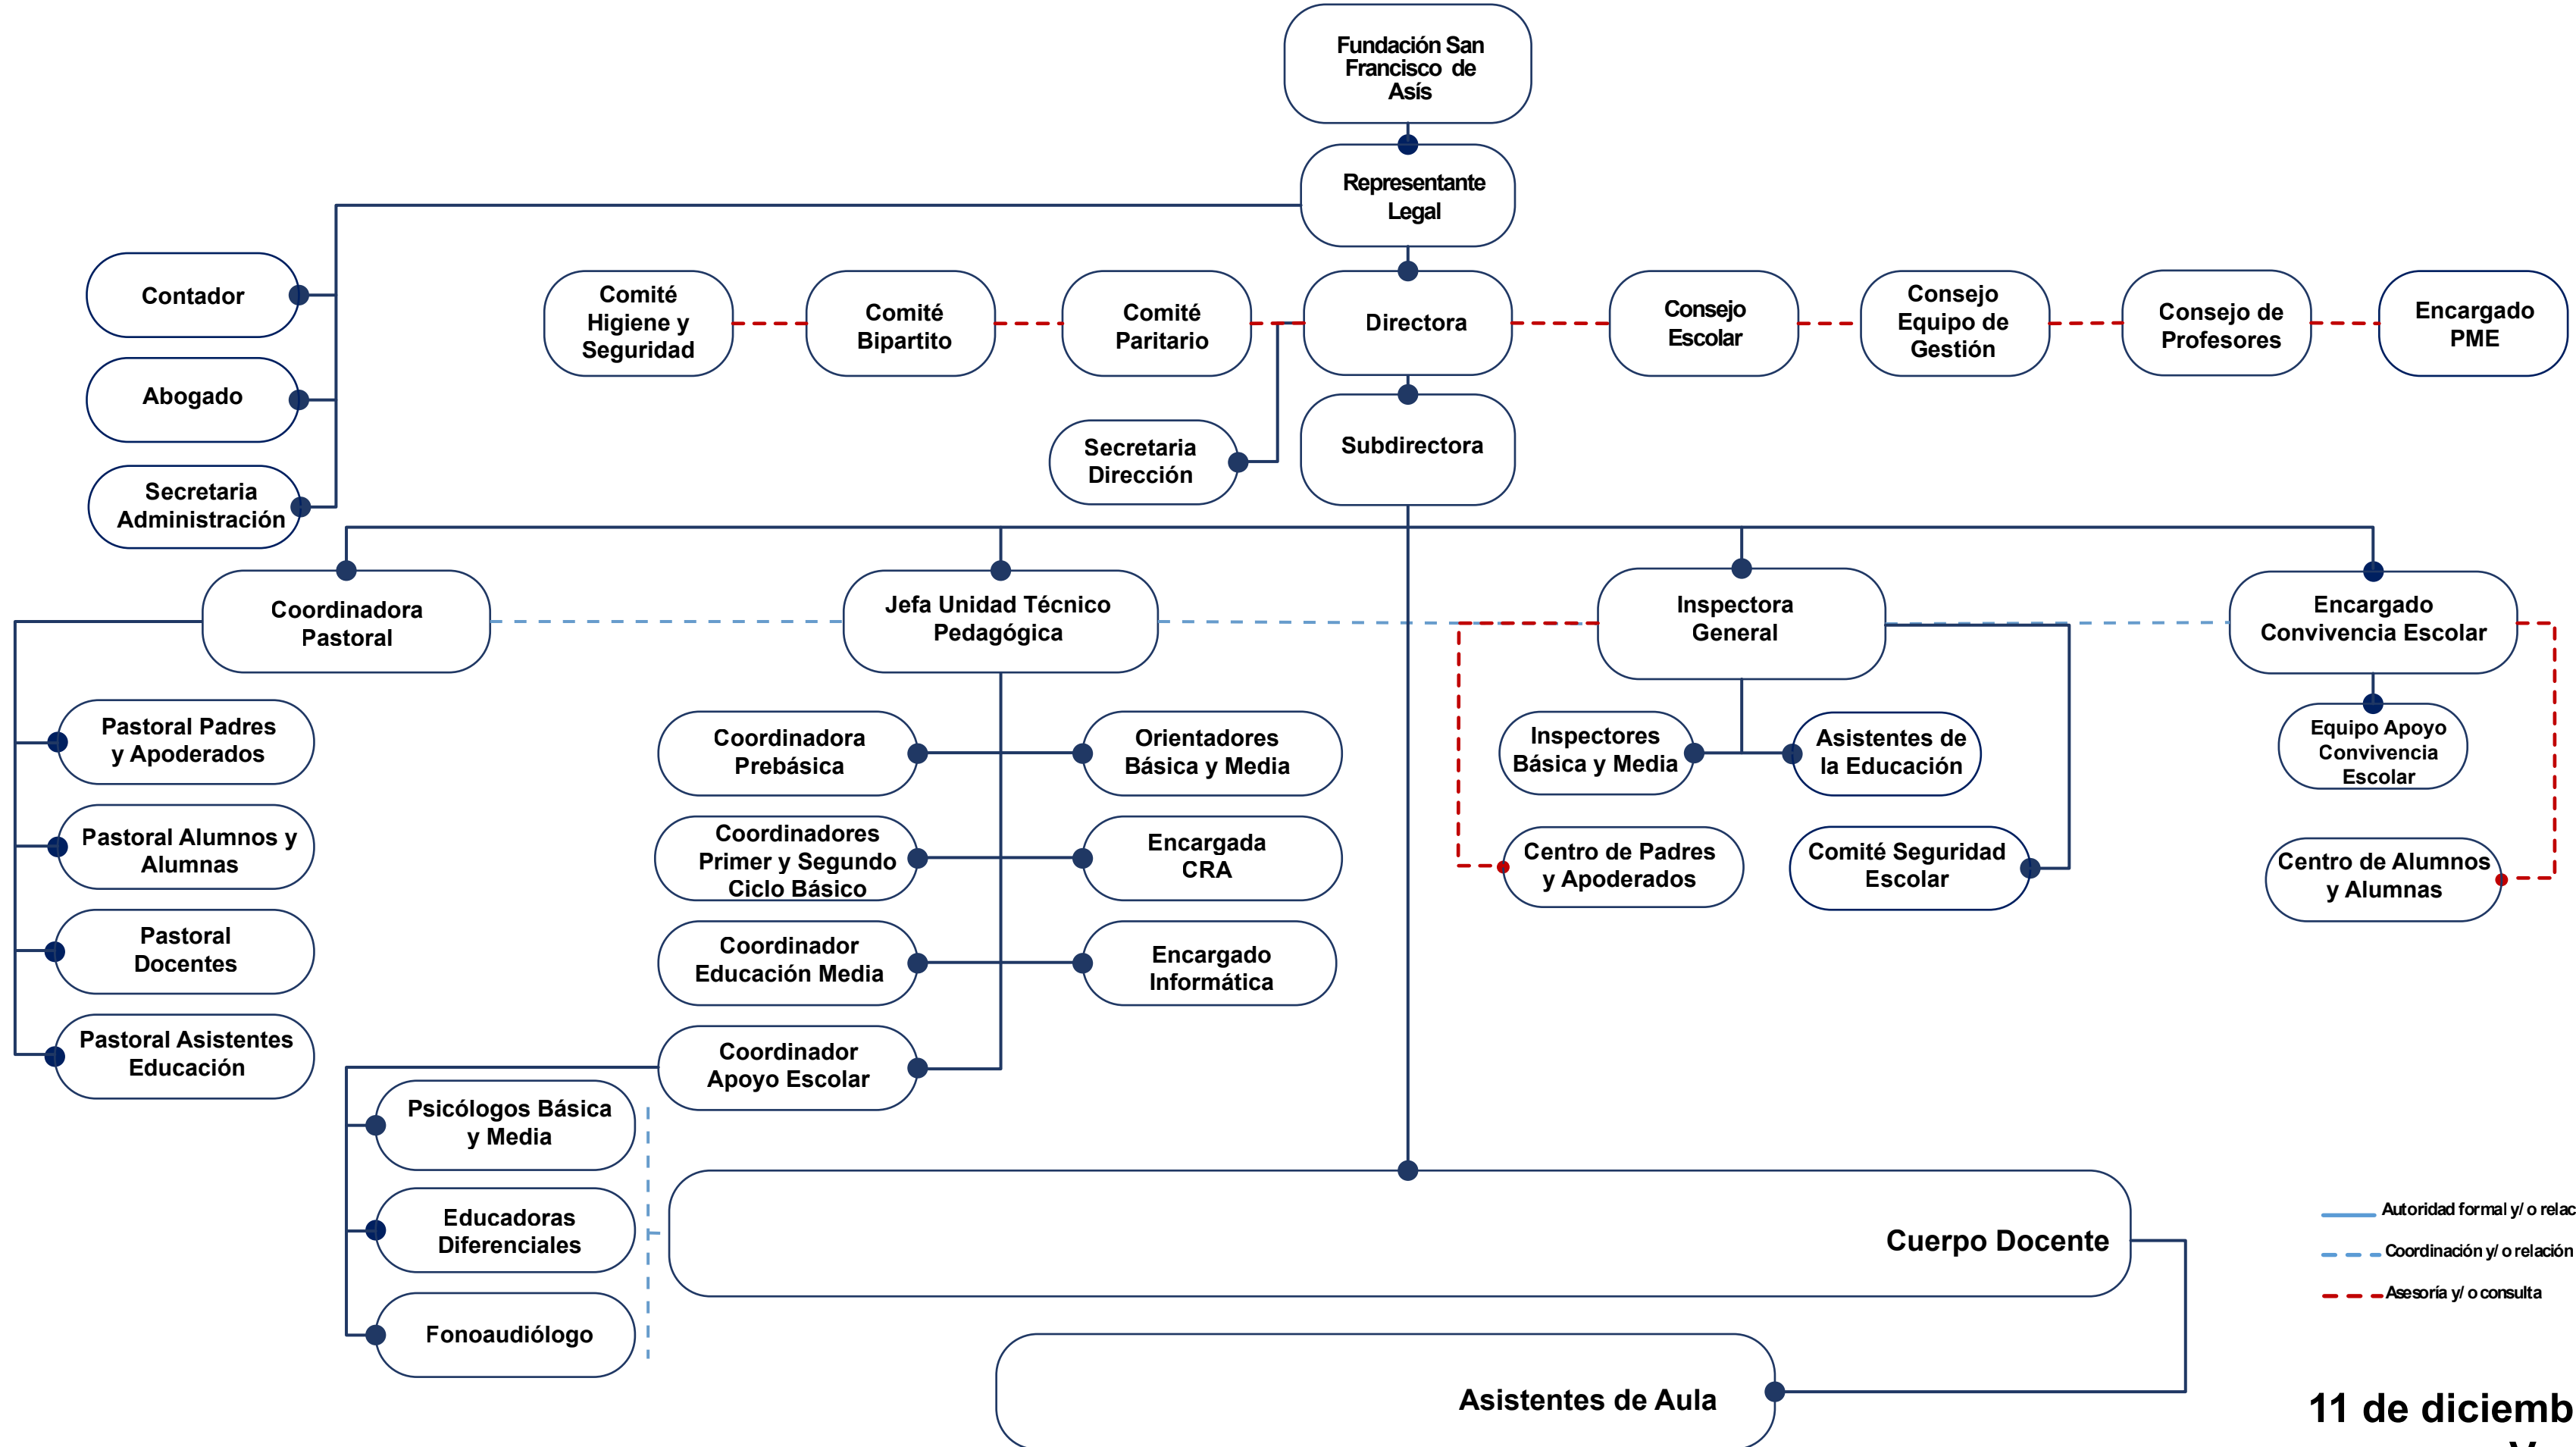 Fundación San
Francisco de
Asís
Representante
Legal
Contador
Comité
Higiene y
Seguridad
Comité
Bipartito
Comité
Paritario
Directora
Consejo
Escolar
Consejo
Equipo de
Gestión
Consejo de
Profesores
Encargado
PME
Abogado
Secretaria
Dirección
Subdirectora
Secretaria
Administración
Coordinadora
Pastoral
Jefa Unidad Técnico
Pedagógica
Inspectora
General
Encargado
Convivencia Escolar
Pastoral Padres
y Apoderados
Pastoral Alumnos y
Alumnas
Pastoral
Docentes
Pastoral Asistentes
Educación
Coordinadora
Prebásica
Orientadores
Básica y Media
Coordinadores
Primer y Segundo
Ciclo Básico
Encargada
CRA
Coordinador
Educación Media
Encargado
Informática
Coordinador
Apoyo Escolar
Inspectores
Básica y Media
Asistentes de
la Educación
Centro de Padres
y Apoderados
Comité Seguridad
Escolar
Equipo Apoyo
Convivencia
Escolar
Centro de Alumnos
y Alumnas
Psicólogos Básica
y Media
Educadoras
Diferenciales
Fonoaudiólogo
Cuerpo Docente
Asistentes de Aula
Autoridad formal y/ o relac
Coordinación y/ o relación
Asesoría y/ o consulta
11 de diciemb